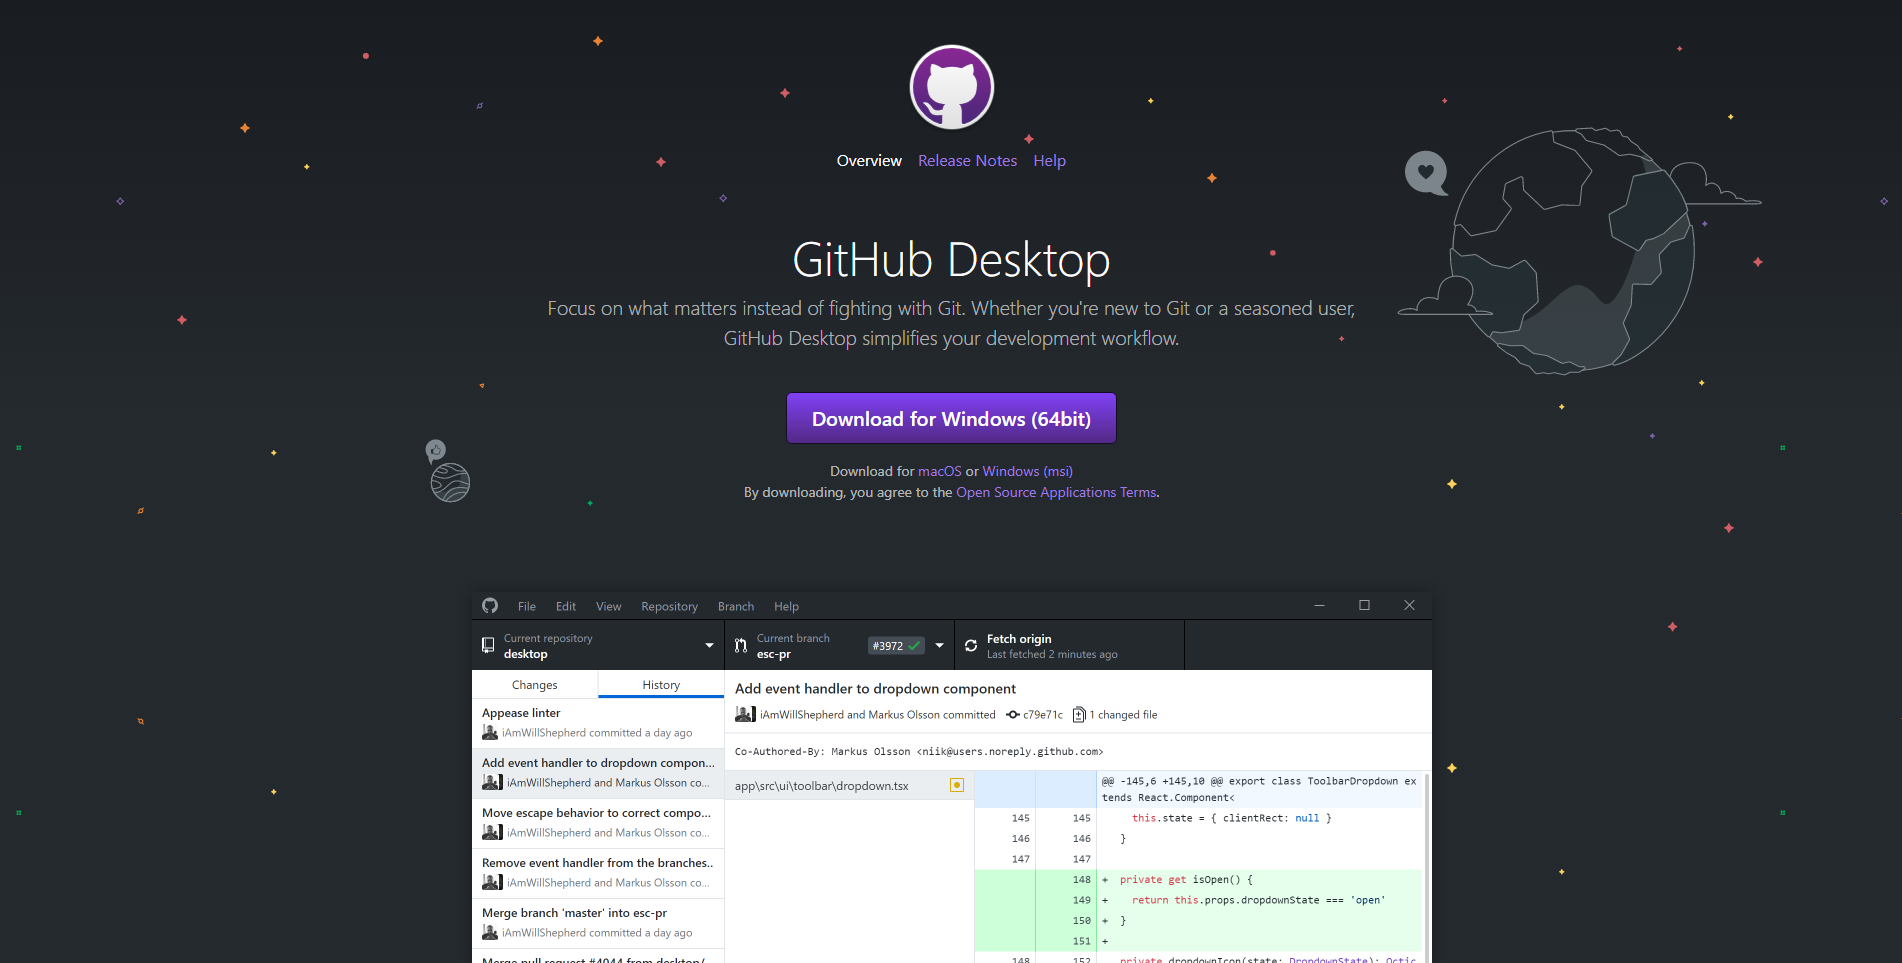 Overview Release Notes Help
GitHub Desktop
Focus on what matters instead of fighting with Git. Whether you're new to Git or a seasoned user,
GitHub Desktop simplifies your development workflow.
Download for Windows (64bit)
Download for macOS or Windows (msi)
By downloading, you agree to the Open Source Applications Terms.
File Edit View Repository Branch Help
Current repository
desktop
Current branch
esc-pr
#3972
Fetch origin
Last fetched 2 minutes ago
Changes History
Appease linter
iAmWillShepherd committed a day ago
Add event handler to dropdown compon...
iAmWillShepherd and Markus Olsson co...
Move escape behavior to correct compo...
iAmWillShepherd and Markus Olsson co...
Remove event handler from the branches..
iAmWillShepherd and Markus Olsson co...
Merge branch 'master' into esc-pr
iAmWillShepherd committed a day ago
Merge pull request #4044 from desktop/
Add event handler to dropdown component
iAmWillShepherd and Markus Olsson committed c79e71c 1 changed file
Co-Authored-By: Markus Olsson <niik@users.noreply.github.com>
app\src\ui\toolbar\dropdown.tsx
@@ -145,6 +145,10 @@ export class ToolbarDropdown ex
tends React.Component<
145 145 this.state = { clientRect: null }
146 146 }
147 147
148 + private get isOpen() {
149 + return this.props.dropdownState === 'open'
150 + }
151 +
148 152 private dropdownIcon(state: DropdownState): Octic